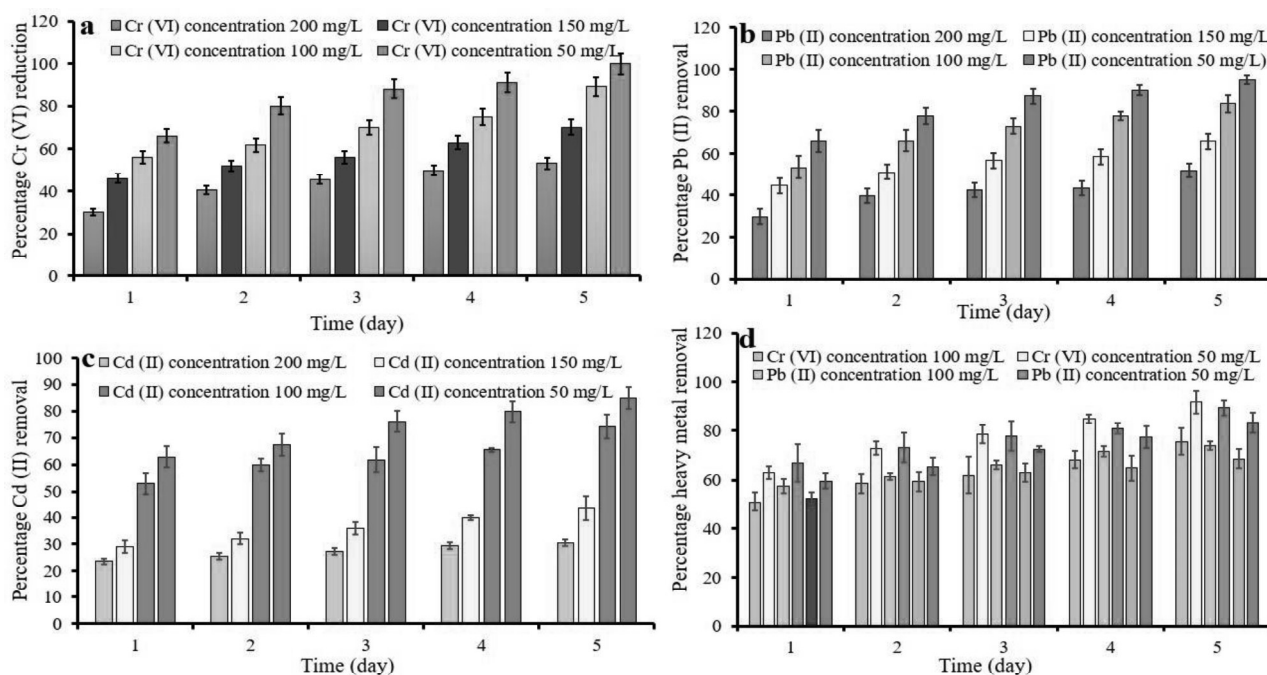 a
Cr (VI) concentration 200 mg/L Cr (VI) concentration 150 mg/L
Cr (VI) concentration 100 mg/L Cr (VI) concentration 50 mg/L
Percentage Cr (VI) reduction
120
100
80
60
40
20
0
1 2 3 4 5
Time (day)
b
Pb (II) concentration 200 mg/L Pb (II) concentration 150 mg/L
Pb (II) concentration 100 mg/L Pb (II) concentration 50 mg/L)
Percentage Pb (II) removal
120
100
80
60
40
20
0
1 2 3 4 5
Time (day)
c
Cd (II) concentration 200 mg/L Cd (II) concentration 150 mg/L
Cd (II) concentration 100 mg/L Cd (II) concentration 50 mg/L
Percentage Cd (II) removal
100
90
80
70
60
50
40
30
20
10
0
1 2 3 4 5
Time (day)
d
Cr (VI) concentration 100 mg/L Cr (VI) concentration 50 mg/L
Pb (II) concentration 100 mg/L Pb (II) concentration 50 mg/L
Percentage heavy metal removal
120
100
80
60
40
20
0
1 2 3 4 5
Time (day)